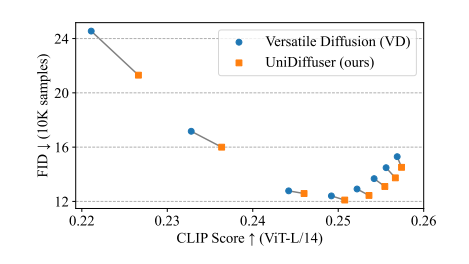 FID ↓ (10K samples)
24
20
16
12
Versatile Diffusion (VD)
UniDiffuser (ours)
0.22
0.23
0.24
0.25
0.26
CLIP Score ↑ (ViT-L/14)